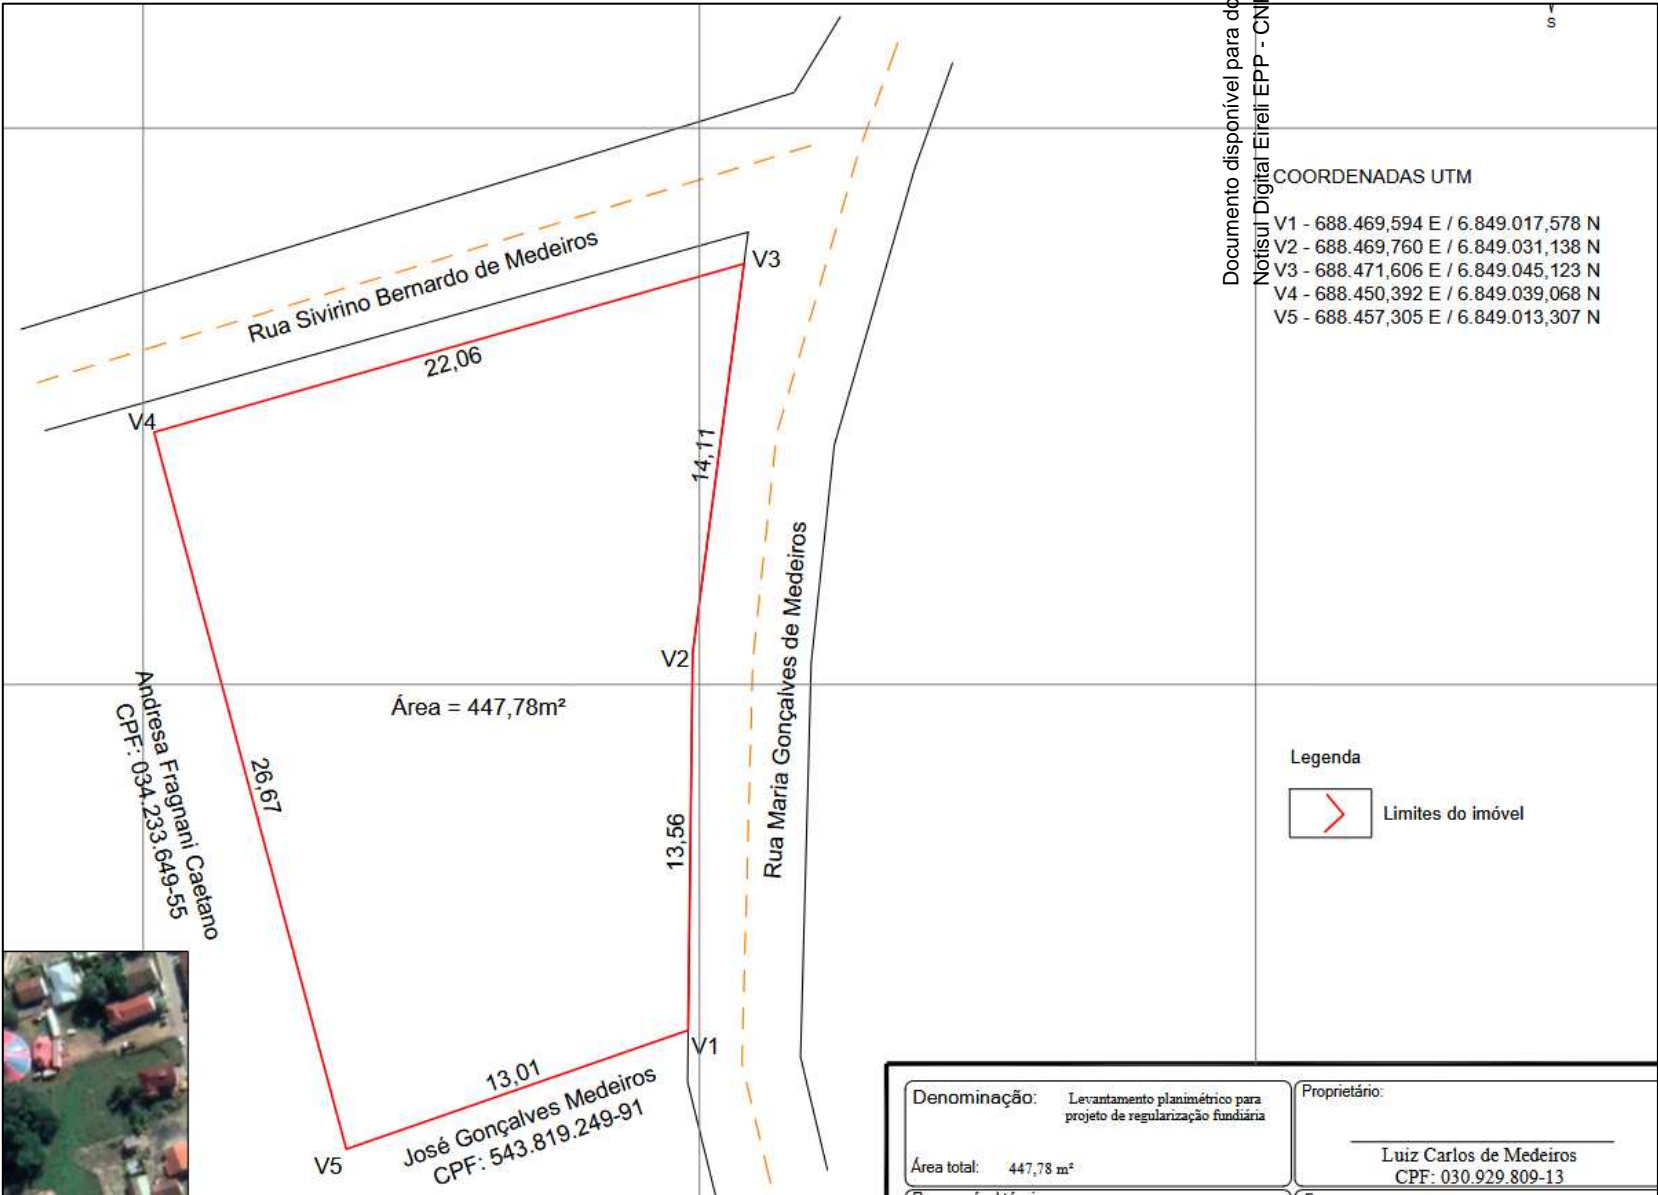 S
Documento disponível para do
Notisul Digital Eireli EPP - CN
COORDENADAS UTM
V1 - 688.469,594 E / 6.849.017,578 N
V2 - 688.469,760 E / 6.849.031,138 N
V3 - 688.471,606 E / 6.849.045,123 N
V4 - 688.450,392 E / 6.849.039,068 N
V5 - 688.457,305 E / 6.849.013,307 N
Rua Sivirino Bernardo de Medeiros
V3
22,06
V4
14,11
V2
Rua Maria Gonçalves de Medeiros
Área = 447,78m²
Andresa Fragnani Caetano
CPF: 034.233.649-55
26,67
13,56
Legenda
Limites do imóvel
V1
13,01
José Gonçalves Medeiros
CPF: 543.819.249-91
V5
Denominação: Levantamento planimétrico para
projeto de regularização fundiária
Área total: 447,78 m²
Proprietário:
Luiz Carlos de Medeiros
CPF: 030.929.809-13